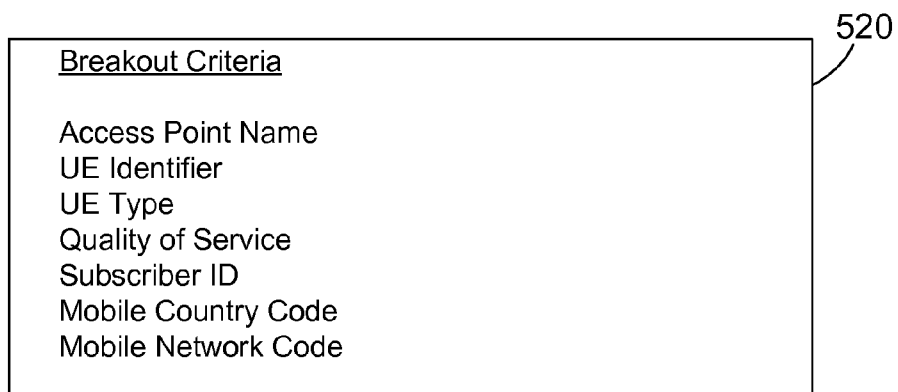 520
Breakout Criteria
Access Point Name
UE Identifier
UE Type
Quality of Service
Subscriber ID
Mobile Country Code
Mobile Network Code